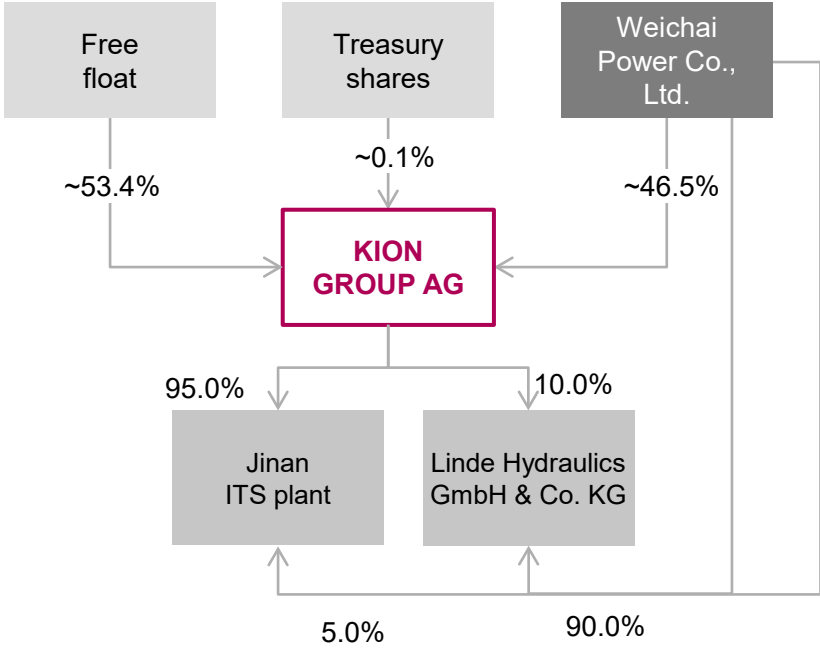 Free
float
Treasury
shares
Weichai
Power Co.,
Ltd.
~53.4%
~0.1%
~46.5%
KION
GROUP AG
95.0%
10.0%
Jinan
ITS plant
Linde Hydraulics
GmbH & Co. KG
5.0%
90.0%